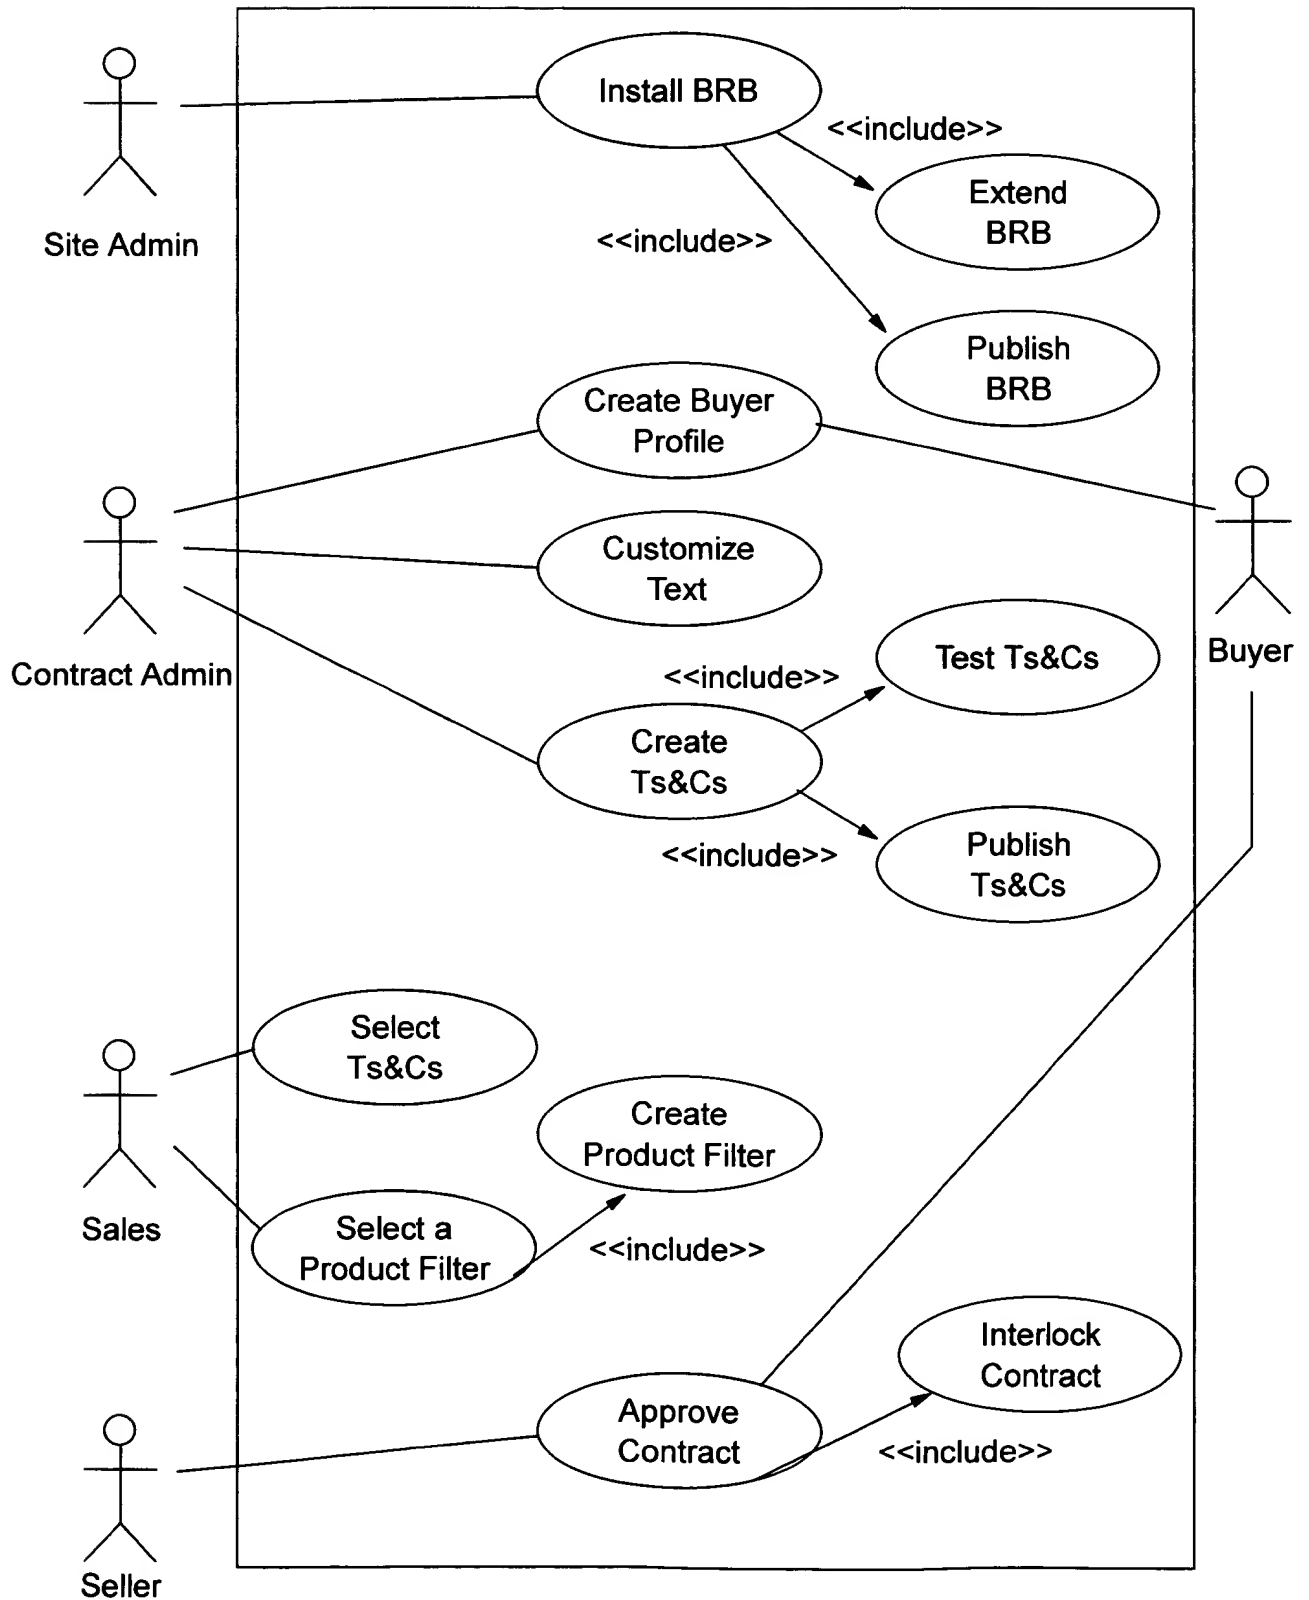 Install BRB
<<include>>
Extend
BRB
Site Admin
<<include>>
Publish
BRB
Create Buyer
Profile
Customize
Text
Contract Admin
Buyer
Test Ts&Cs
<<include>>
Create
Ts&Cs
<<include>>
Publish
Ts&Cs
Select
Ts&Cs
Create
Product Filter
Sales
Select a
Product Filter
<<include>>
Interlock
Contract
Approve
Contract
<<include>>
Seller